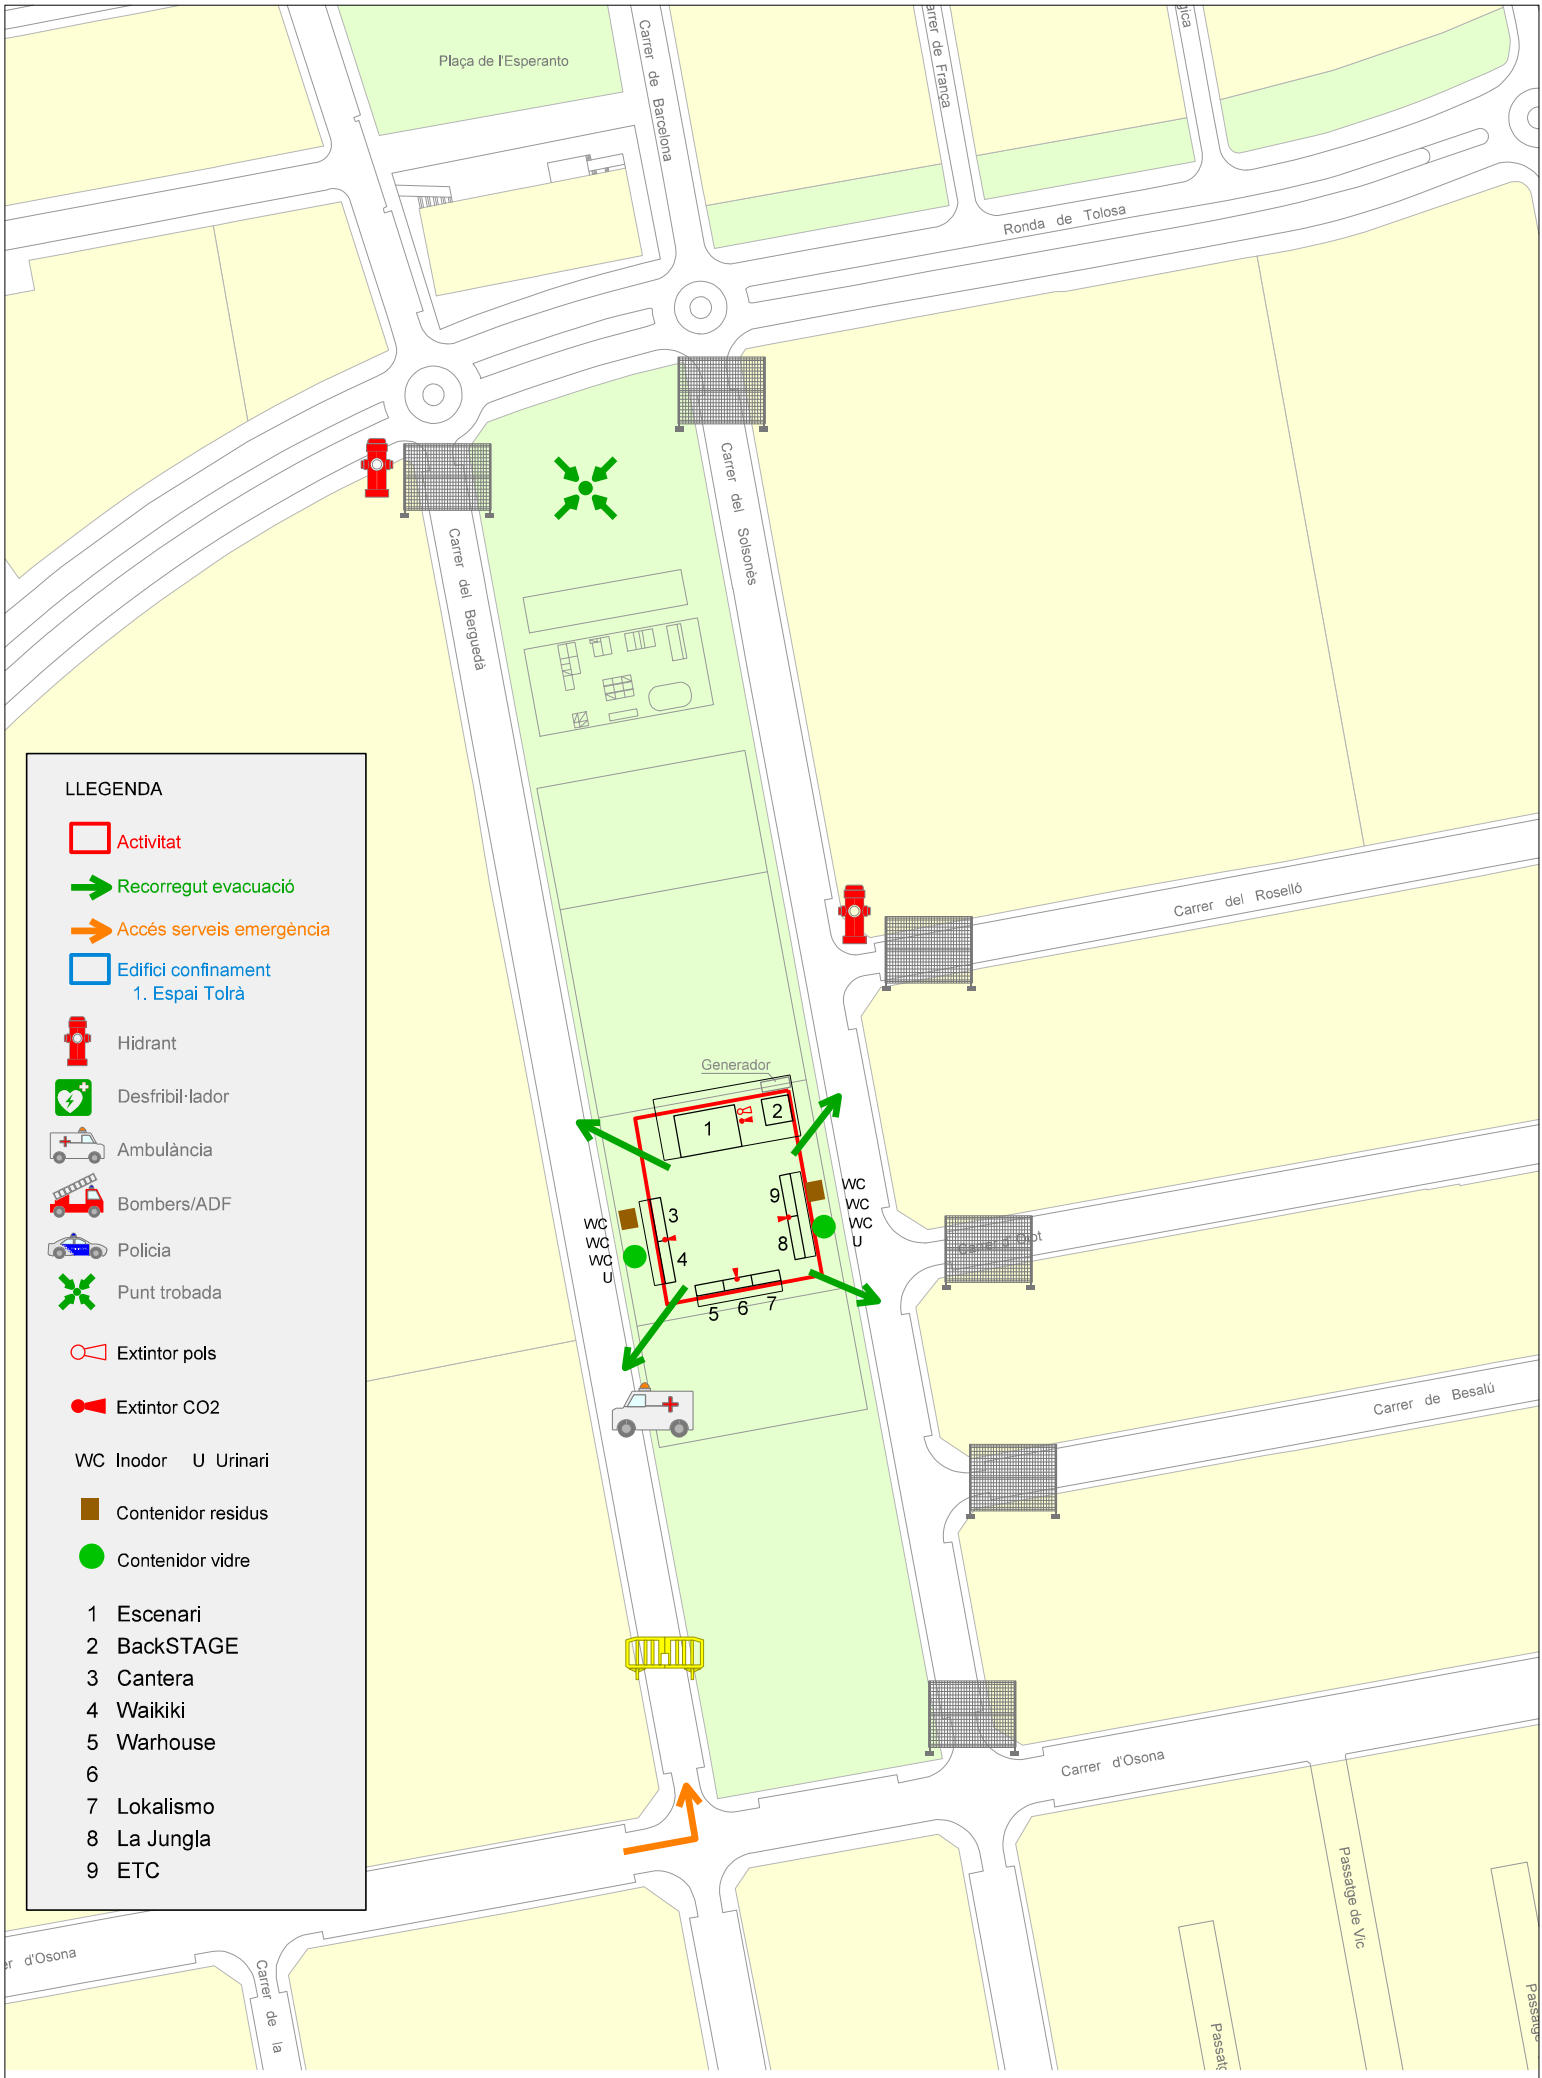 Plaça de l'Esperanto
Carrer de Barcelona
Carrer de França
Ronda de Tolosa
Carrer del Solsonès
Carrer del Berguedà
LLEGENDA
Activitat
Recorregut evacuació
Accés serveis emergència
Edifici confinament
1. Espai Tolrà
Hidrant
Desfribil·lador
Ambulància
Bombers/ADF
Policia
Punt trobada
Extintor pols
Extintor CO2
WC Inodor U Urinari
Contenidor residus
Contenidor vidre
1 Escenari
2 BackSTAGE
3 Cantera
4 Waikiki
5 Warhouse
6
7 Lokalismo
8 La Jungla
9 ETC
Carrer del Roselló
Generador
1
2
3
4
5
6
7
8
9
WC
WC
WC
U
WC
WC
WC
U
Carrer d'Olot
Carrer de Besalú
Carrer d'Osona
Passatge de Vic
d'Osona
Carrer de la